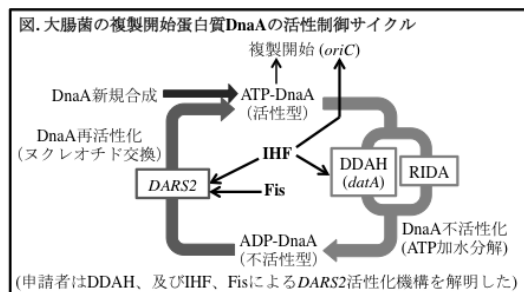 図. 大腸菌の複製開始蛋白質DnaAの活性制御サイクル
複製開始 (oriC)
DnaA新規合成
ATP-DnaA
(活性型)
DnaA再活性化
(ヌクレオチド交換)
IHF
DDAH
(datA)
RIDA
DARS2
Fis
DnaA不活性化
(ATP加水分解)
ADP-DnaA
(不活性型)
(申請者はDDAH、及びIHF、FisによるDARS2活性化機構を解明した)